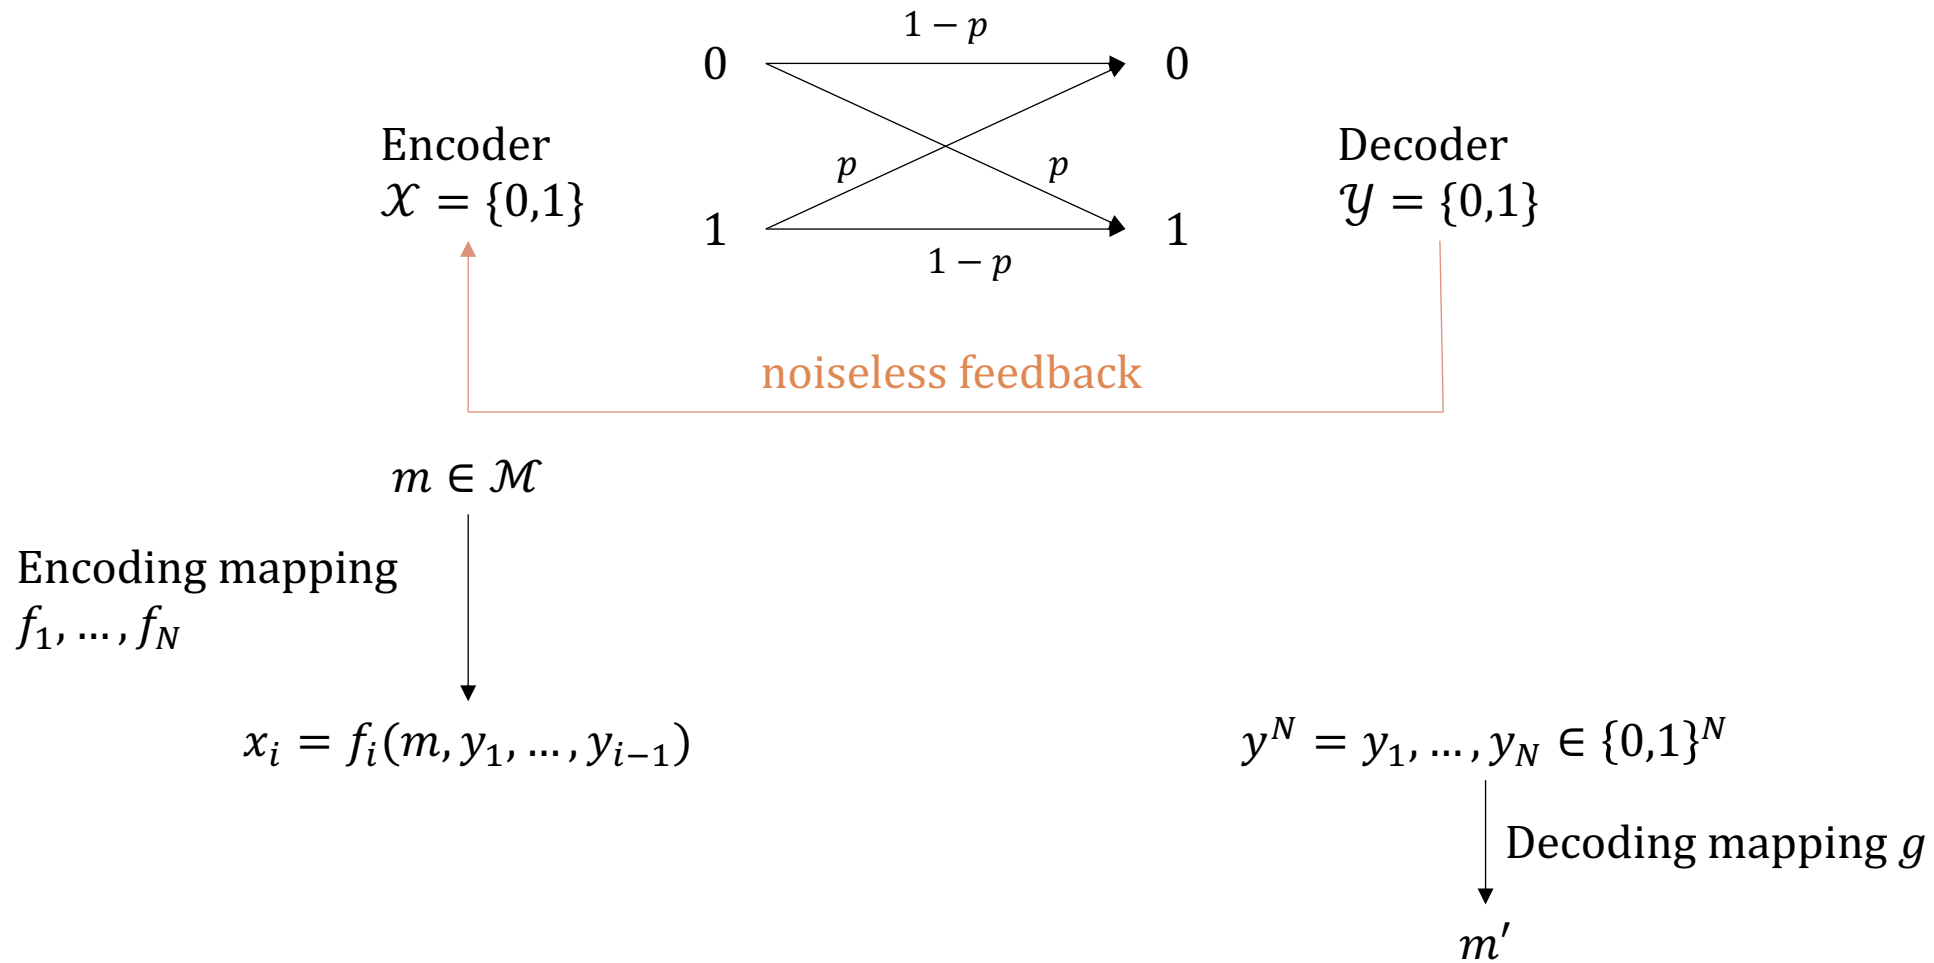 1 − p
0 0
Encoder Decoder
p p
𝒳 = {0,1} 𝒴 = {0,1}
1 1
1 − p
noiseless feedback
m ∈ ℳ
Encoding mapping
f₁, … , f_N
x_i = f_i(m, y₁, … , y_{i−1}) y^N = y₁, … , y_N ∈ {0,1}^N
Decoding mapping g
m′